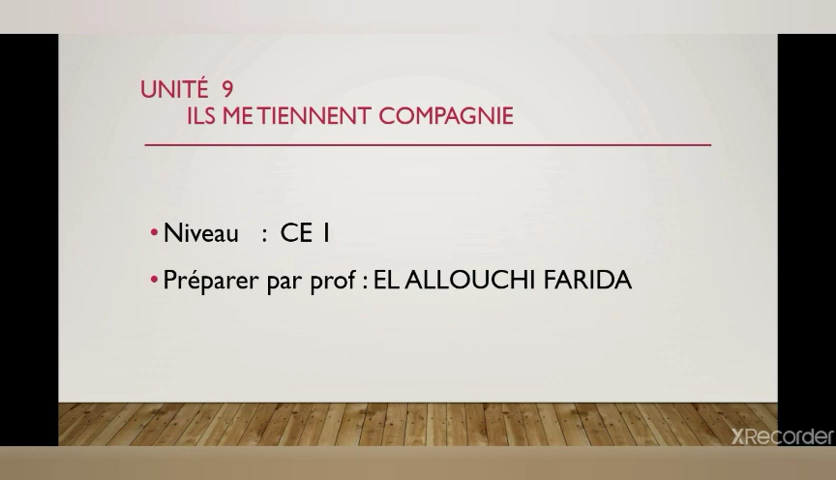 UNITÉ 9
ILS ME TIENNENT COMPAGNIE
• Niveau : CE 1
• Préparer par prof : EL ALLOUCHI FARIDA
XRecorder